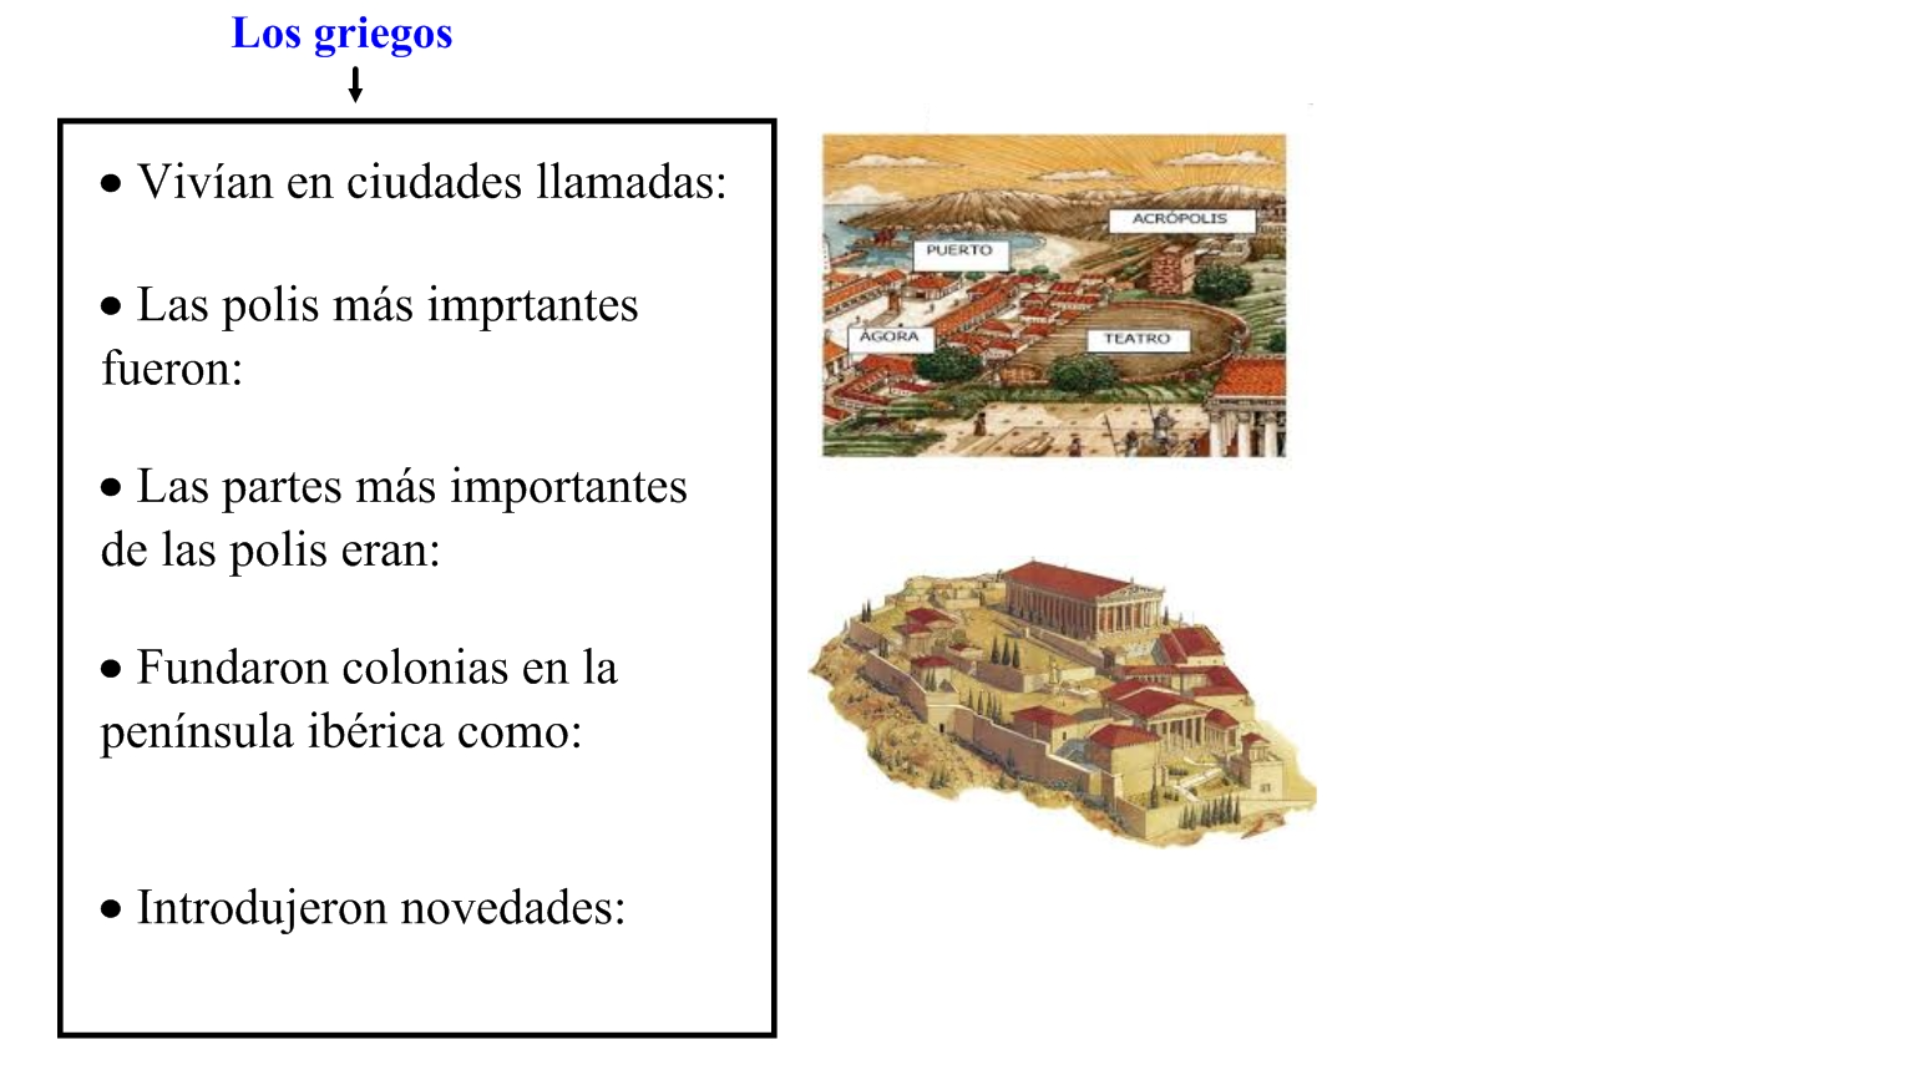 Los griegos
• Vivían en ciudades llamadas:
• Las polis más imprtantes
fueron:
• Las partes más importantes
de las polis eran:
• Fundaron colonias en la
península ibérica como:
• Introdujeron novedades:
ACRÓPOLIS
PUERTO
ÁGORA
TEATRO